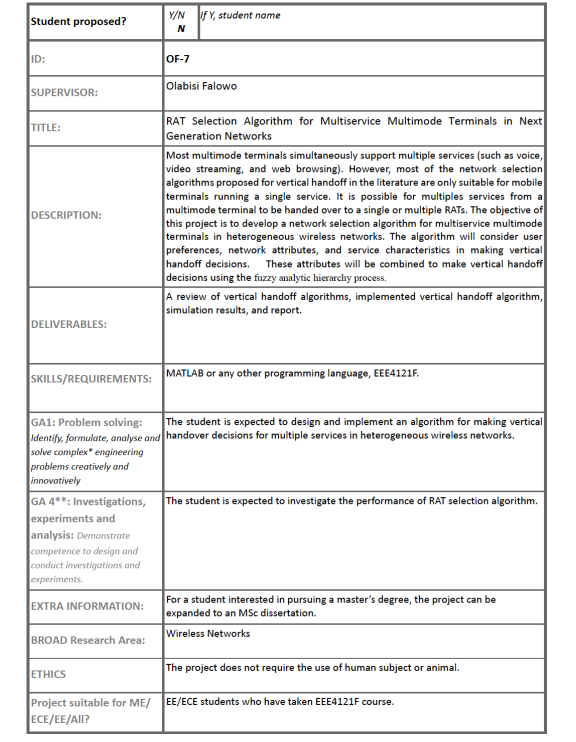 Student proposed?
Y/N
N
If Y, student name
ID:
OF-7
SUPERVISOR:
Olabisi Falowo
TITLE:
RAT Selection Algorithm for Multiservice Multimode Terminals in Next
Generation Networks
DESCRIPTION:
Most multimode terminals simultaneously support multiple services (such as voice,
video streaming, and web browsing). However, most of the network selection
algorithms proposed for vertical handoff in the literature are only suitable for mobile
terminals running a single service. It is possible for multiples services from a
multimode terminal to be handed over to a single or multiple RATs. The objective of
this project is to develop a network selection algorithm for multiservice multimode
terminals in heterogeneous wireless networks. The algorithm will consider user
preferences, network attributes, and service characteristics in making vertical
handoff decisions. These attributes will be combined to make vertical handoff
decisions using the fuzzy analytic hierarchy process.
DELIVERABLES:
A review of vertical handoff algorithms, implemented vertical handoff algorithm,
simulation results, and report.
SKILLS/REQUIREMENTS:
MATLAB or any other programming language, EEE4121F.
GA1: Problem solving:
Identify, formulate, analyse and
solve complex* engineering
problems creatively and
innovatively
The student is expected to design and implement an algorithm for making vertical
handover decisions for multiple services in heterogeneous wireless networks.
GA 4**: Investigations,
experiments and
analysis: Demonstrate
competence to design and
conduct investigations and
experiments.
The student is expected to investigate the performance of RAT selection algorithm.
EXTRA INFORMATION:
For a student interested in pursuing a master's degree, the project can be
expanded to an MSc dissertation.
BROAD Research Area:
Wireless Networks
ETHICS
The project does not require the use of human subject or animal.
Project suitable for ME/
ECE/EE/All?
EE/ECE students who have taken EEE4121F course.